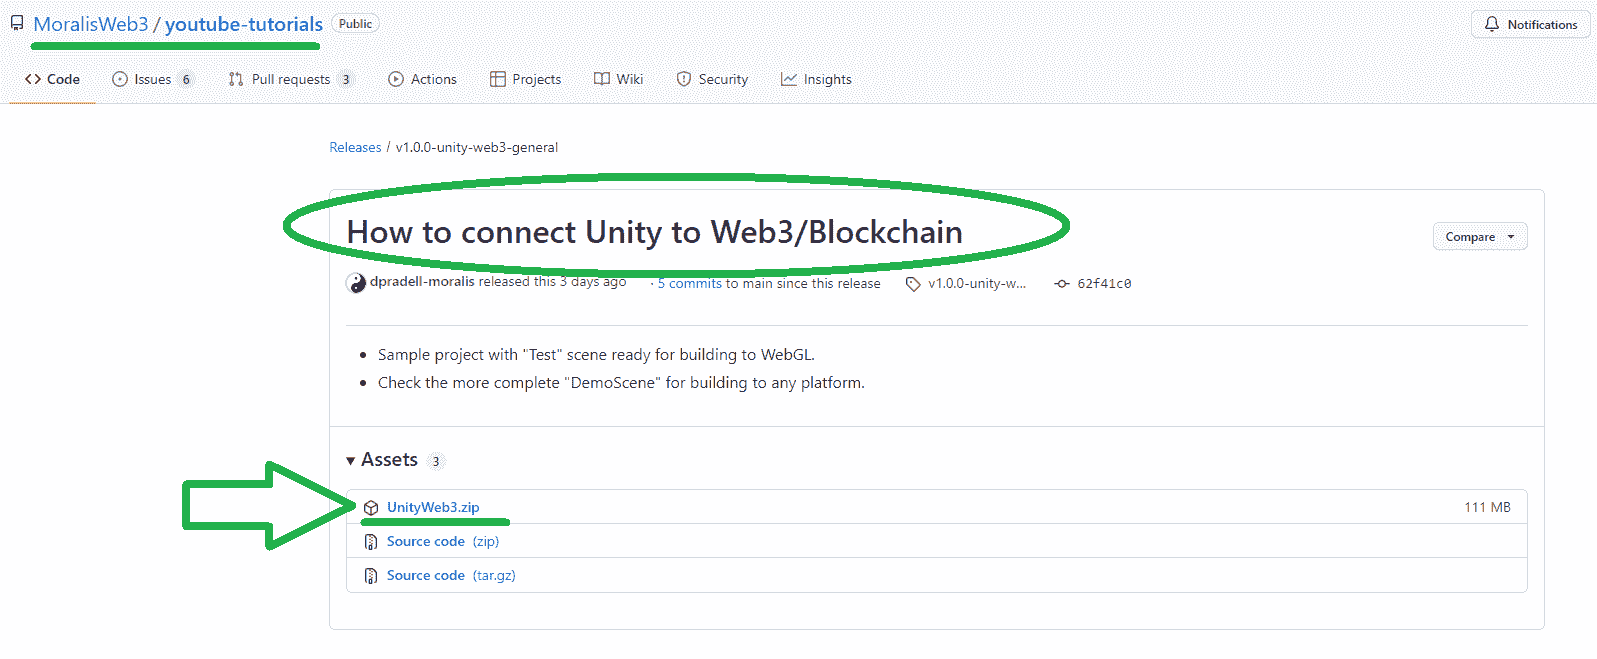 MoralisWeb3 / youtube-tutorials Public Notifications
Code Issues 6 Pull requests 3 Actions Projects Wiki Security Insights
Releases / v1.0.0-unity-web3-general
How to connect Unity to Web3/Blockchain
Compare
dpradell-moralis released this 3 days ago · 5 commits to main since this release v1.0.0-unity-w... 62f41c0
Sample project with "Test" scene ready for building to WebGL.
Check the more complete "DemoScene" for building to any platform.
Assets 3
UnityWeb3.zip 111 MB
Source code (zip)
Source code (tar.gz)